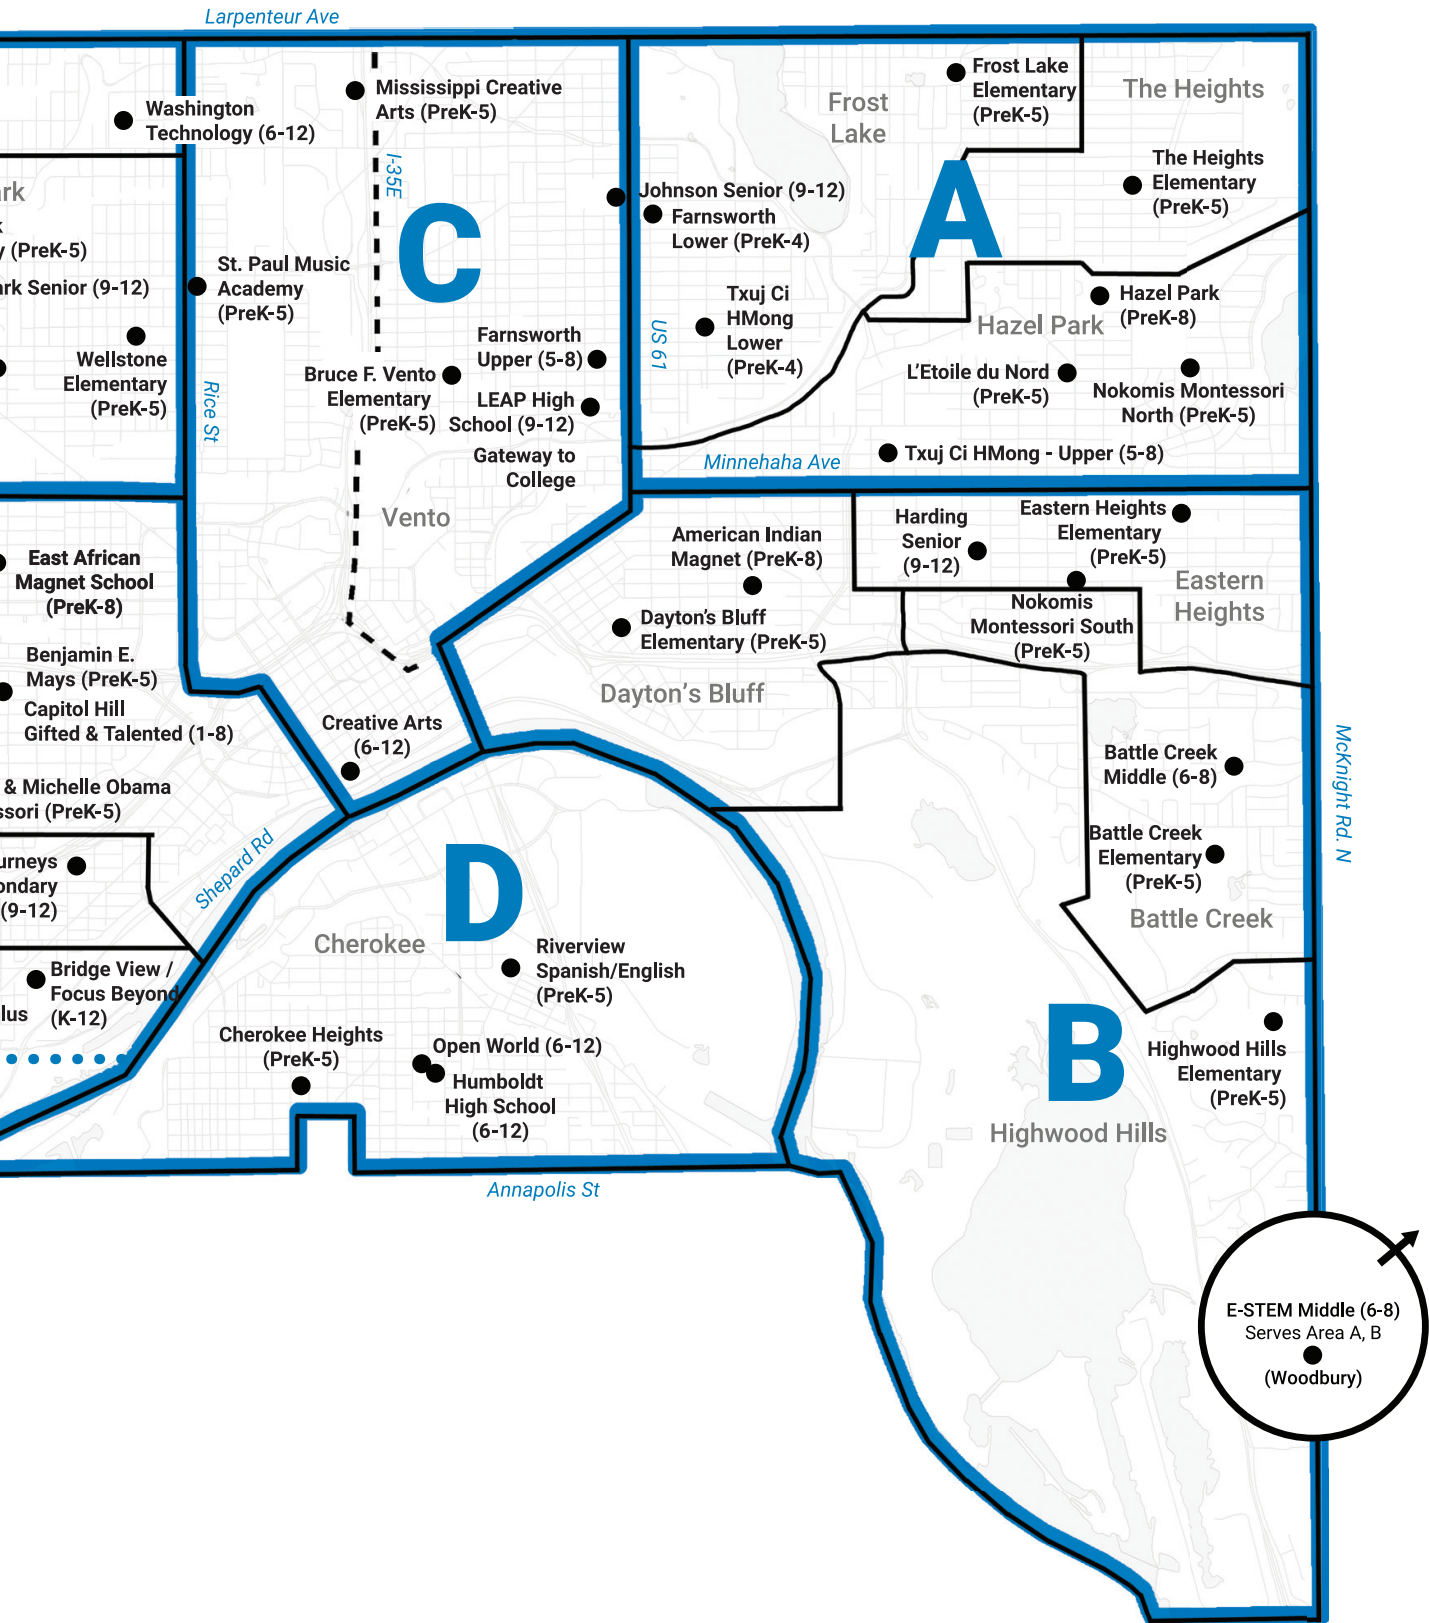 Larpenteur Ave
Washington
Technology (6-12)
Mississippi Creative
Arts (PreK-5)
I-35E
Frost
Lake
Frost Lake
Elementary
(PreK-5)
The Heights
The Heights
Elementary
(PreK-5)
A
Johnson Senior (9-12)
Farnsworth
Lower (PreK-4)
C
(PreK-5)
Senior (9-12)
St. Paul Music
Academy
(PreK-5)
Txuj Ci
HMong
Lower
(PreK-4)
US 61
Hazel Park
Hazel Park
(PreK-8)
L'Etoile du Nord
(PreK-5)
Nokomis Montessori
North (PreK-5)
Wellstone
Elementary
(PreK-5)
Rice St
Farnsworth
Upper (5-8)
Bruce F. Vento
Elementary
(PreK-5)
LEAP High
School (9-12)
Gateway to
College
Minnehaha Ave
Txuj Ci HMong - Upper (5-8)
Vento
American Indian
Magnet (PreK-8)
Harding
Senior
(9-12)
Eastern Heights
Elementary
(PreK-5)
Eastern
Heights
East African
Magnet School
(PreK-8)
Dayton's Bluff
Elementary (PreK-5)
Nokomis
Montessori South
(PreK-5)
Benjamin E.
Mays (PreK-5)
Capitol Hill
Gifted & Talented (1-8)
Dayton's Bluff
Creative Arts
(6-12)
McKnight Rd. N
Battle Creek
Middle (6-8)
& Michelle Obama
(PreK-5)
Battle Creek
Elementary
(PreK-5)
Battle Creek
Shepard Rd
(9-12)
D
Cherokee
Riverview
Spanish/English
(PreK-5)
Bridge View /
Focus Beyond
(K-12)
Cherokee Heights
(PreK-5)
Open World (6-12)
Humboldt
High School
(6-12)
B
Highwood Hills
Elementary
(PreK-5)
Highwood Hills
Annapolis St
E-STEM Middle (6-8)
Serves Area A, B
(Woodbury)